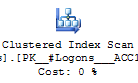 Clustered Index Scan
s].[PK__#Logons___ACC1
Cost: 0 %